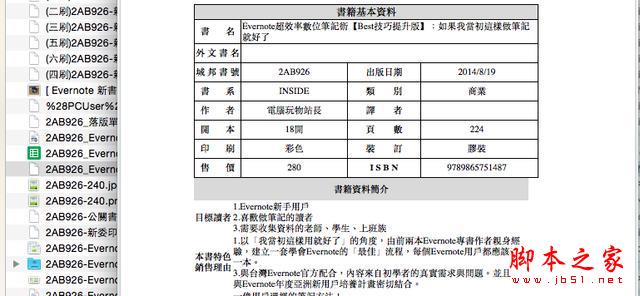 (二刷)2AB926-新
(三刷)2AB926-新
(五刷)2AB926-新
(六刷)2AB926-新
(四刷)2AB926-新
[ Inside] Evernote 新書
%28PCUser
2AB926_落版單
2AB926_Everno
2AB926_Everno
2AB926_Everno
2AB926-240.jp
2AB926-240.pn
2AB926-公關書
2AB926-新委印
2AB926-Everno
2AB926-Everno
2AB926-Everno
書籍基本資料
書 名 Evernote超效率數位筆記術【Best技巧提升版】：如果我當初這樣做筆記
就好了
外文書名
城邦書號 2AB926 出版日期 2014/8/19
書 系 INSIDE 類 別 商業
作 者 電腦玩物站長 譯 者
開 本 18開 頁 數 224
印 刷 彩色 裝 訂 膠裝
售 價 280 ISBN 9789865751487
書籍資料簡介
目標讀者
1.Evernote新手用戶
2.喜歡做筆記的讀者
3.需要收集資料的老師、學生、上班族
本書特色
銷售理由
1.以「我當初這樣用就好了」的角度，由前兩本Evernote專書作者親身經
驗，建立一套學會Evernote的「最佳」流程，每個Evernote用戶都應該
一本。
3.與台灣Evernote官方配合，內容來自初學者的真實需求與問題。並且
與Evernote年度亞洲新用戶培養計畫密切結合。
脚本之家
www.jb51.net